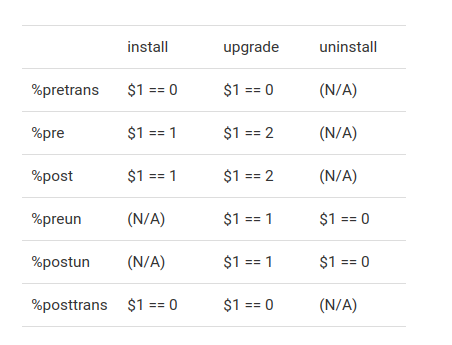 install upgrade uninstall
%pretrans $1 == 0 $1 == 0 (N/A)
%pre $1 == 1 $1 == 2 (N/A)
%post $1 == 1 $1 == 2 (N/A)
%preun (N/A) $1 == 1 $1 == 0
%postun (N/A) $1 == 1 $1 == 0
%posttrans $1 == 0 $1 == 0 (N/A)